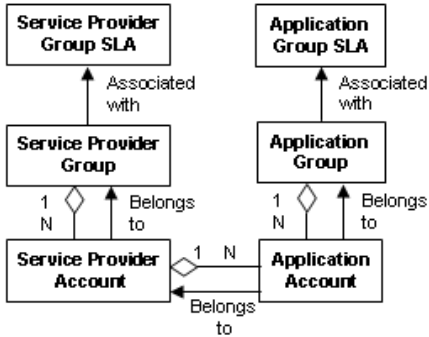 Service Provider
Group SLA
Application
Group SLA
Associated
with
Associated
with
Service Provider
Group
Application
Group
1
N
Belongs
to
1
N
Belongs
to
Service Provider
Account
1 N
Application
Account
Belongs
to